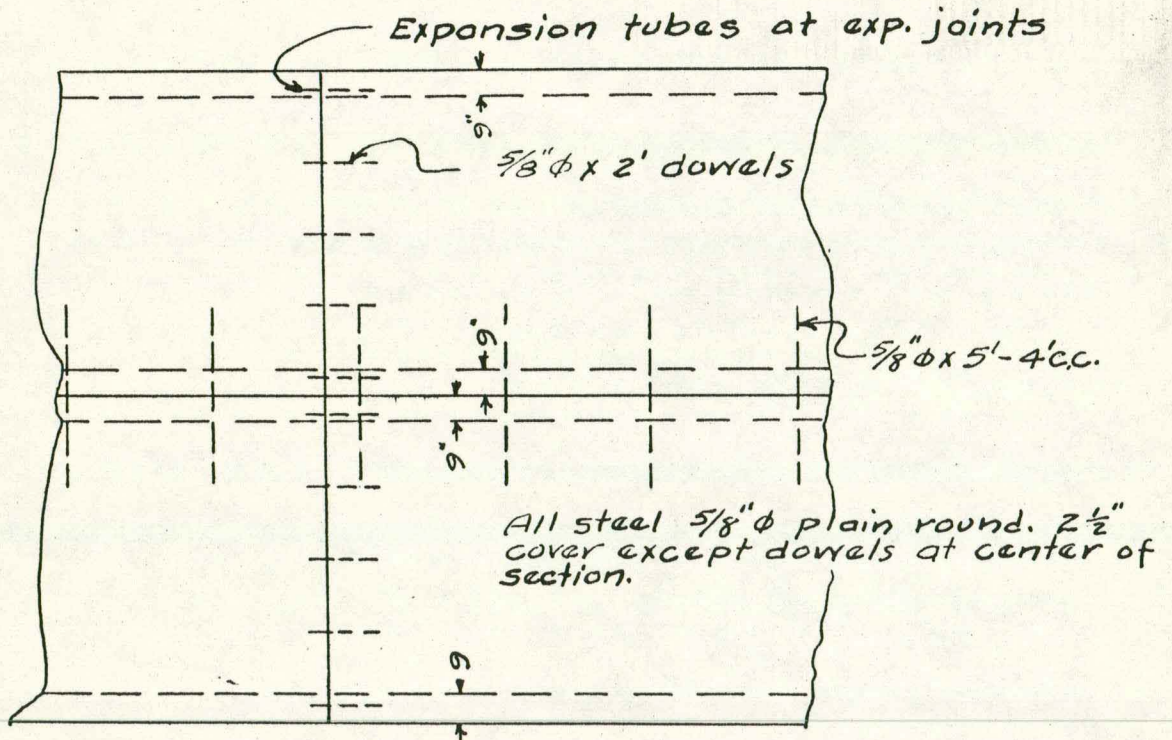 Expansion tubes at exp. joints
9"
5/8"φ x 2' dowels
9"
5/8"φ x 5'- 4'c.c.
9"
All steel 5/8"φ plain round. 2½"
cover except dowels at center of
section.
9